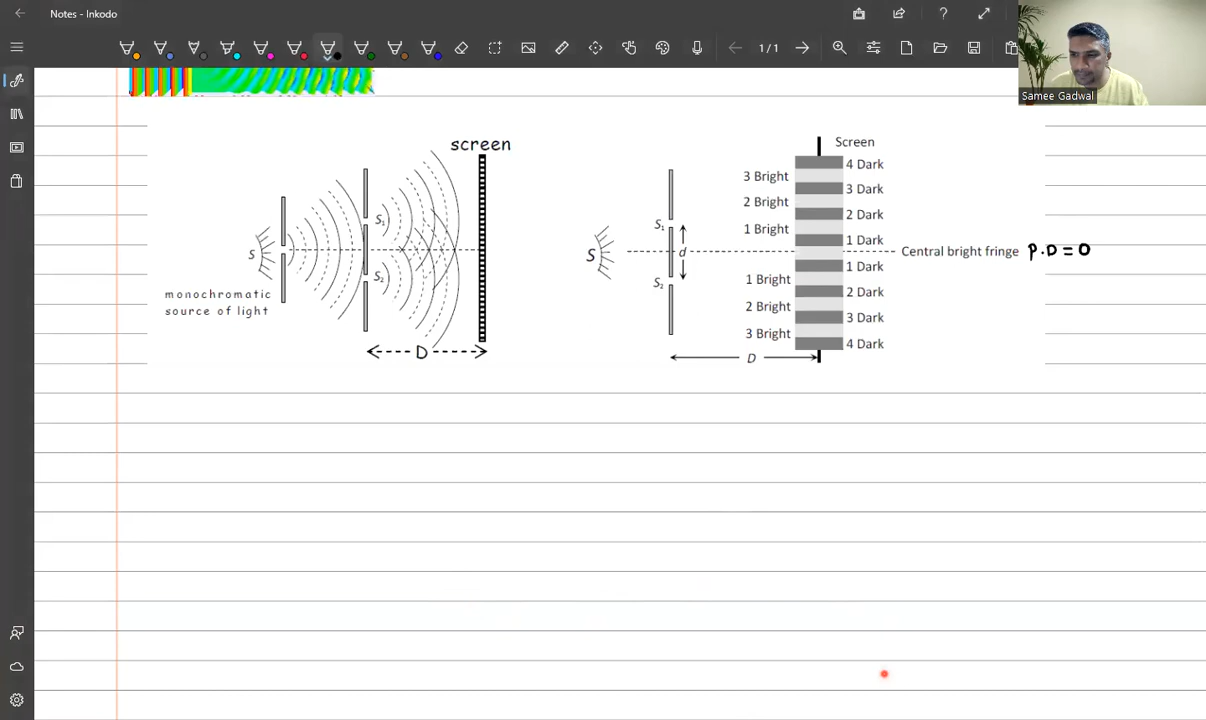 Notes - Inkodo
1/1
Samee Gadwal
screen
S
S1
S2
monochromatic
source of light
D
Screen
4 Dark
3 Bright
3 Dark
2 Bright
2 Dark
S1
1 Bright
1 Dark
S
d
Central bright fringe P.D = 0
1 Dark
S2
1 Bright
2 Dark
2 Bright
3 Dark
3 Bright
4 Dark
D